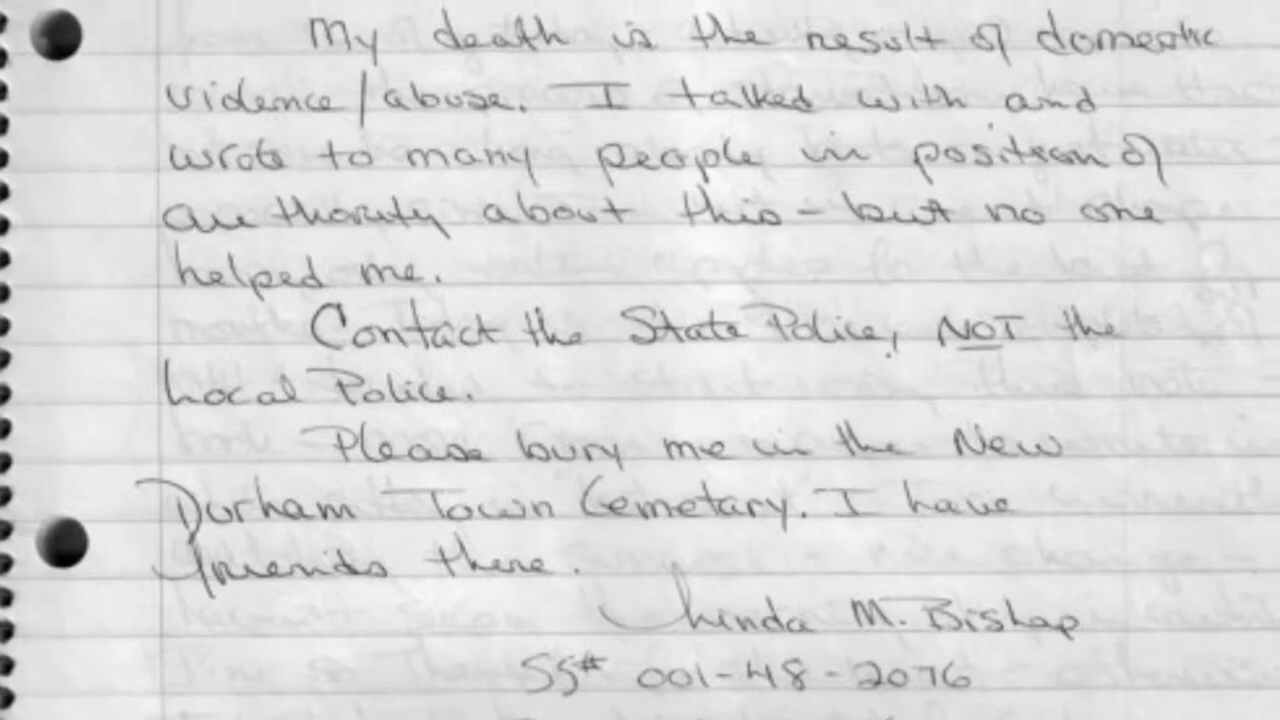 My death is the result of domestic
violence/abuse. I talked with and
wrote to many people in position of
authority about this - but no one
helped me.
Contact the State Police, NOT the
Local Police.
Please bury me in the New
Durham Town Cemetary. I have
friends there.
Linda M. Bishop
SS# 001-48-2076